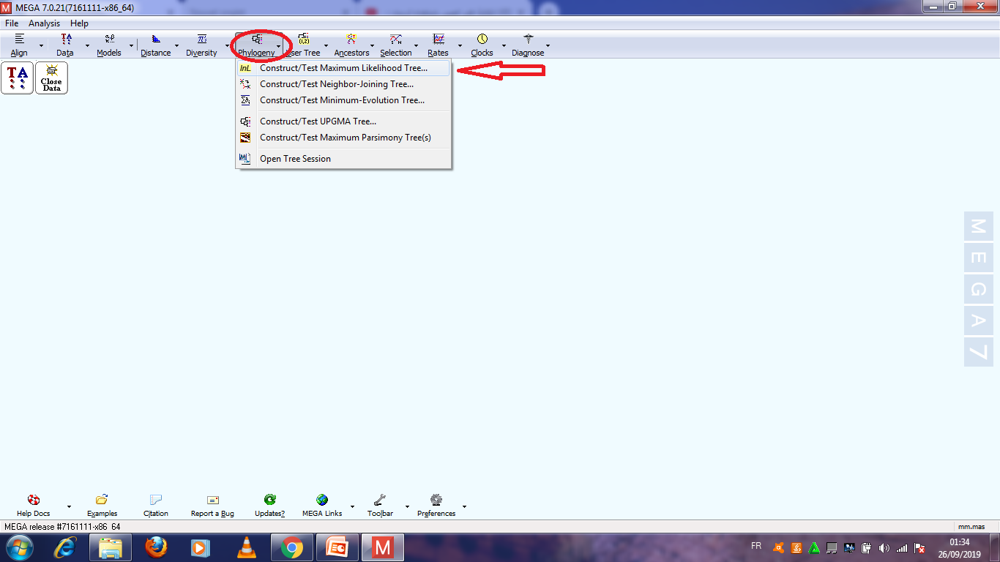 MEGA 7.0.21(7161111-x86_64)
File Analysis Help
Align Data Models Distance Diversity Phylogeny User Tree Ancestors Selection Rates Clocks Diagnose
TA
Close
Data
lnL Construct/Test Maximum Likelihood Tree...
Construct/Test Neighbor-Joining Tree...
Construct/Test Minimum-Evolution Tree...
Construct/Test UPGMA Tree...
Construct/Test Maximum Parsimony Tree(s)
Open Tree Session
M
E
G
A
7
Help Docs Examples Citation Report a Bug Updates? MEGA Links Toolbar Preferences
MEGA release #7161111-x86_64 mm.mas
FR 01:34
26/09/2019